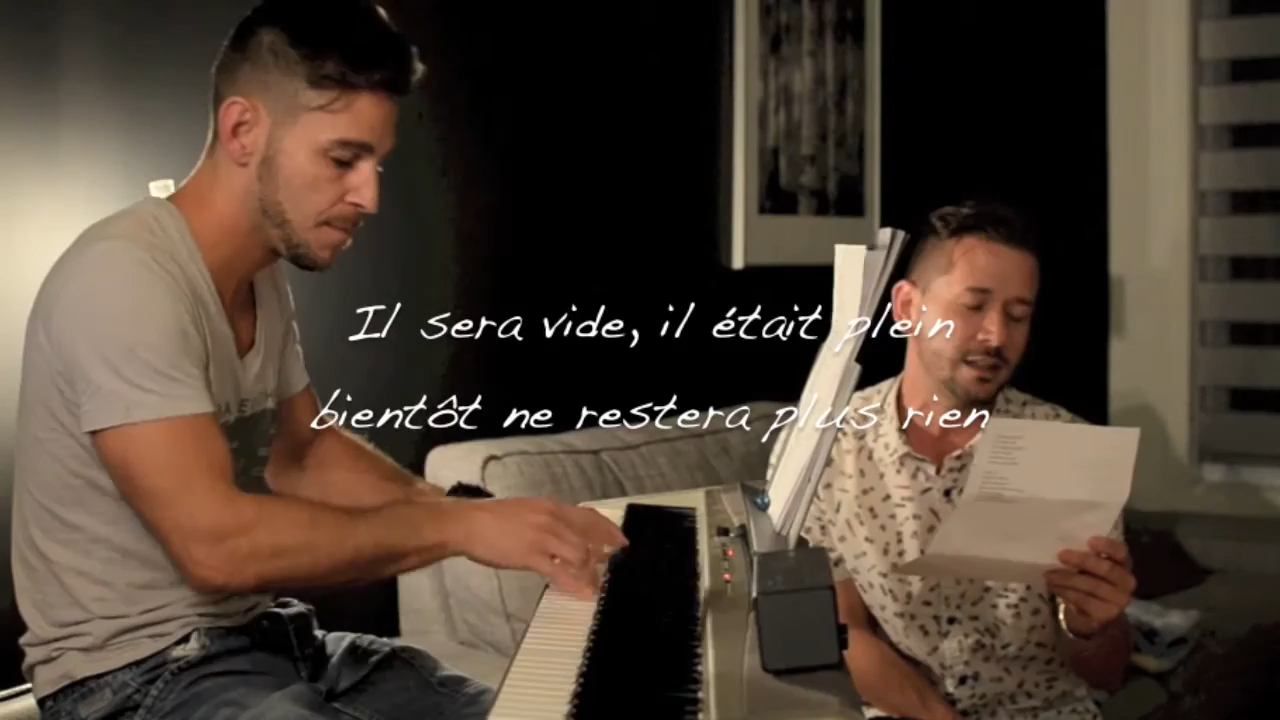 Il sera vide, il était plein
bientôt ne restera plus rien